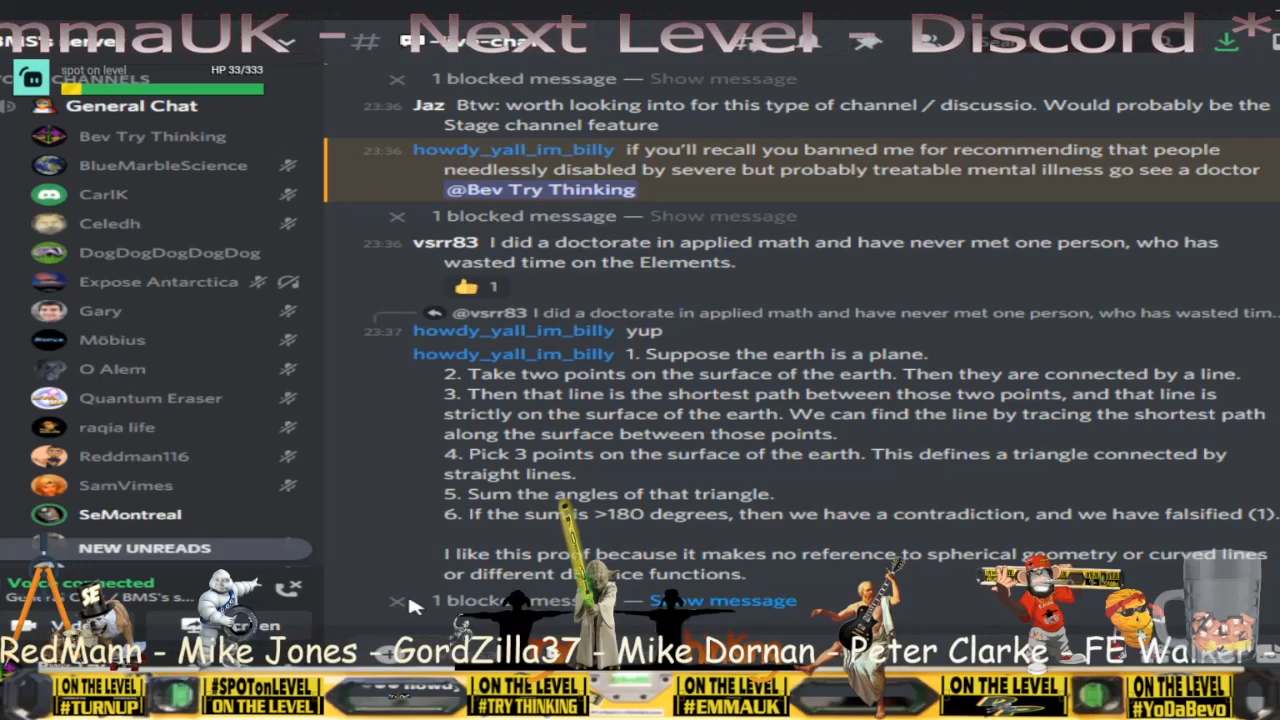 mmaUK - Next Level - Discord *
BMS's serve
live-chat
spot on level
HP 33/333
CHANNELS
General Chat
Bev Try Thinking
BlueMarbleScience
CarlK
Celedh
DogDogDogDogDog
Expose Antarctica
Gary
Möbius
O Alem
Quantum Eraser
raqia life
Reddman116
SamVimes
SeMontreal
NEW UNREADS
Voice connected
BMS's s...
1 blocked message — Show message
23:36 Jaz Btw: worth looking into for this type of channel / discussio. Would probably be the
Stage channel feature
23:36 howdy_yall_im_billy if you'll recall you banned me for recommending that people
needlessly disabled by severe but probably treatable mental illness go see a doctor
@Bev Try Thinking
1 blocked message — Show message
23:36 vsrr83 I did a doctorate in applied math and have never met one person, who has
wasted time on the Elements.
1
@vsrr83 I did a doctorate in applied math and have never met one person, who has wasted tim...
23:37 howdy_yall_im_billy yup
howdy_yall_im_billy 1. Suppose the earth is a plane.
2. Take two points on the surface of the earth. Then they are connected by a line.
3. Then that line is the shortest path between those two points, and that line is
strictly on the surface of the earth. We can find the line by tracing the shortest path
along the surface between those points.
4. Pick 3 points on the surface of the earth. This defines a triangle connected by
straight lines.
5. Sum the angles of that triangle.
6. If the sum is >180 degrees, then we have a contradiction, and we have falsified (1).
I like this proof because it makes no reference to spherical geometry or curved lines
or different distance functions.
1 blocked message — Show message
SE
RedMann - Mike Jones - GordZilla37 - Mike Dornan - Peter Clarke - FE Walker -
ON THE LEVEL
#TURNUP
#SPOTonLEVEL
ON THE LEVEL
ON THE LEVEL
#TRY THINKING
ON THE LEVEL
#EMMAUK
ON THE LEVEL
ON THE LEVEL
#YoDaBevo